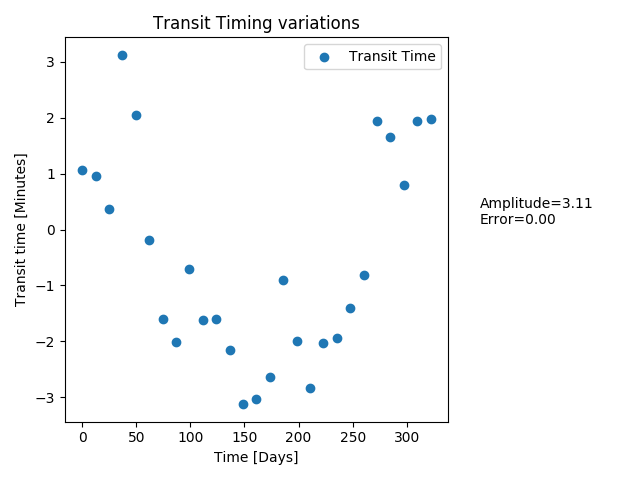 Transit Timing variations
Transit Time
Transit time [Minutes]
3
2
1
0
−1
−2
−3
0 50 100 150 200 250 300
Time [Days]
Amplitude=3.11
Error=0.00